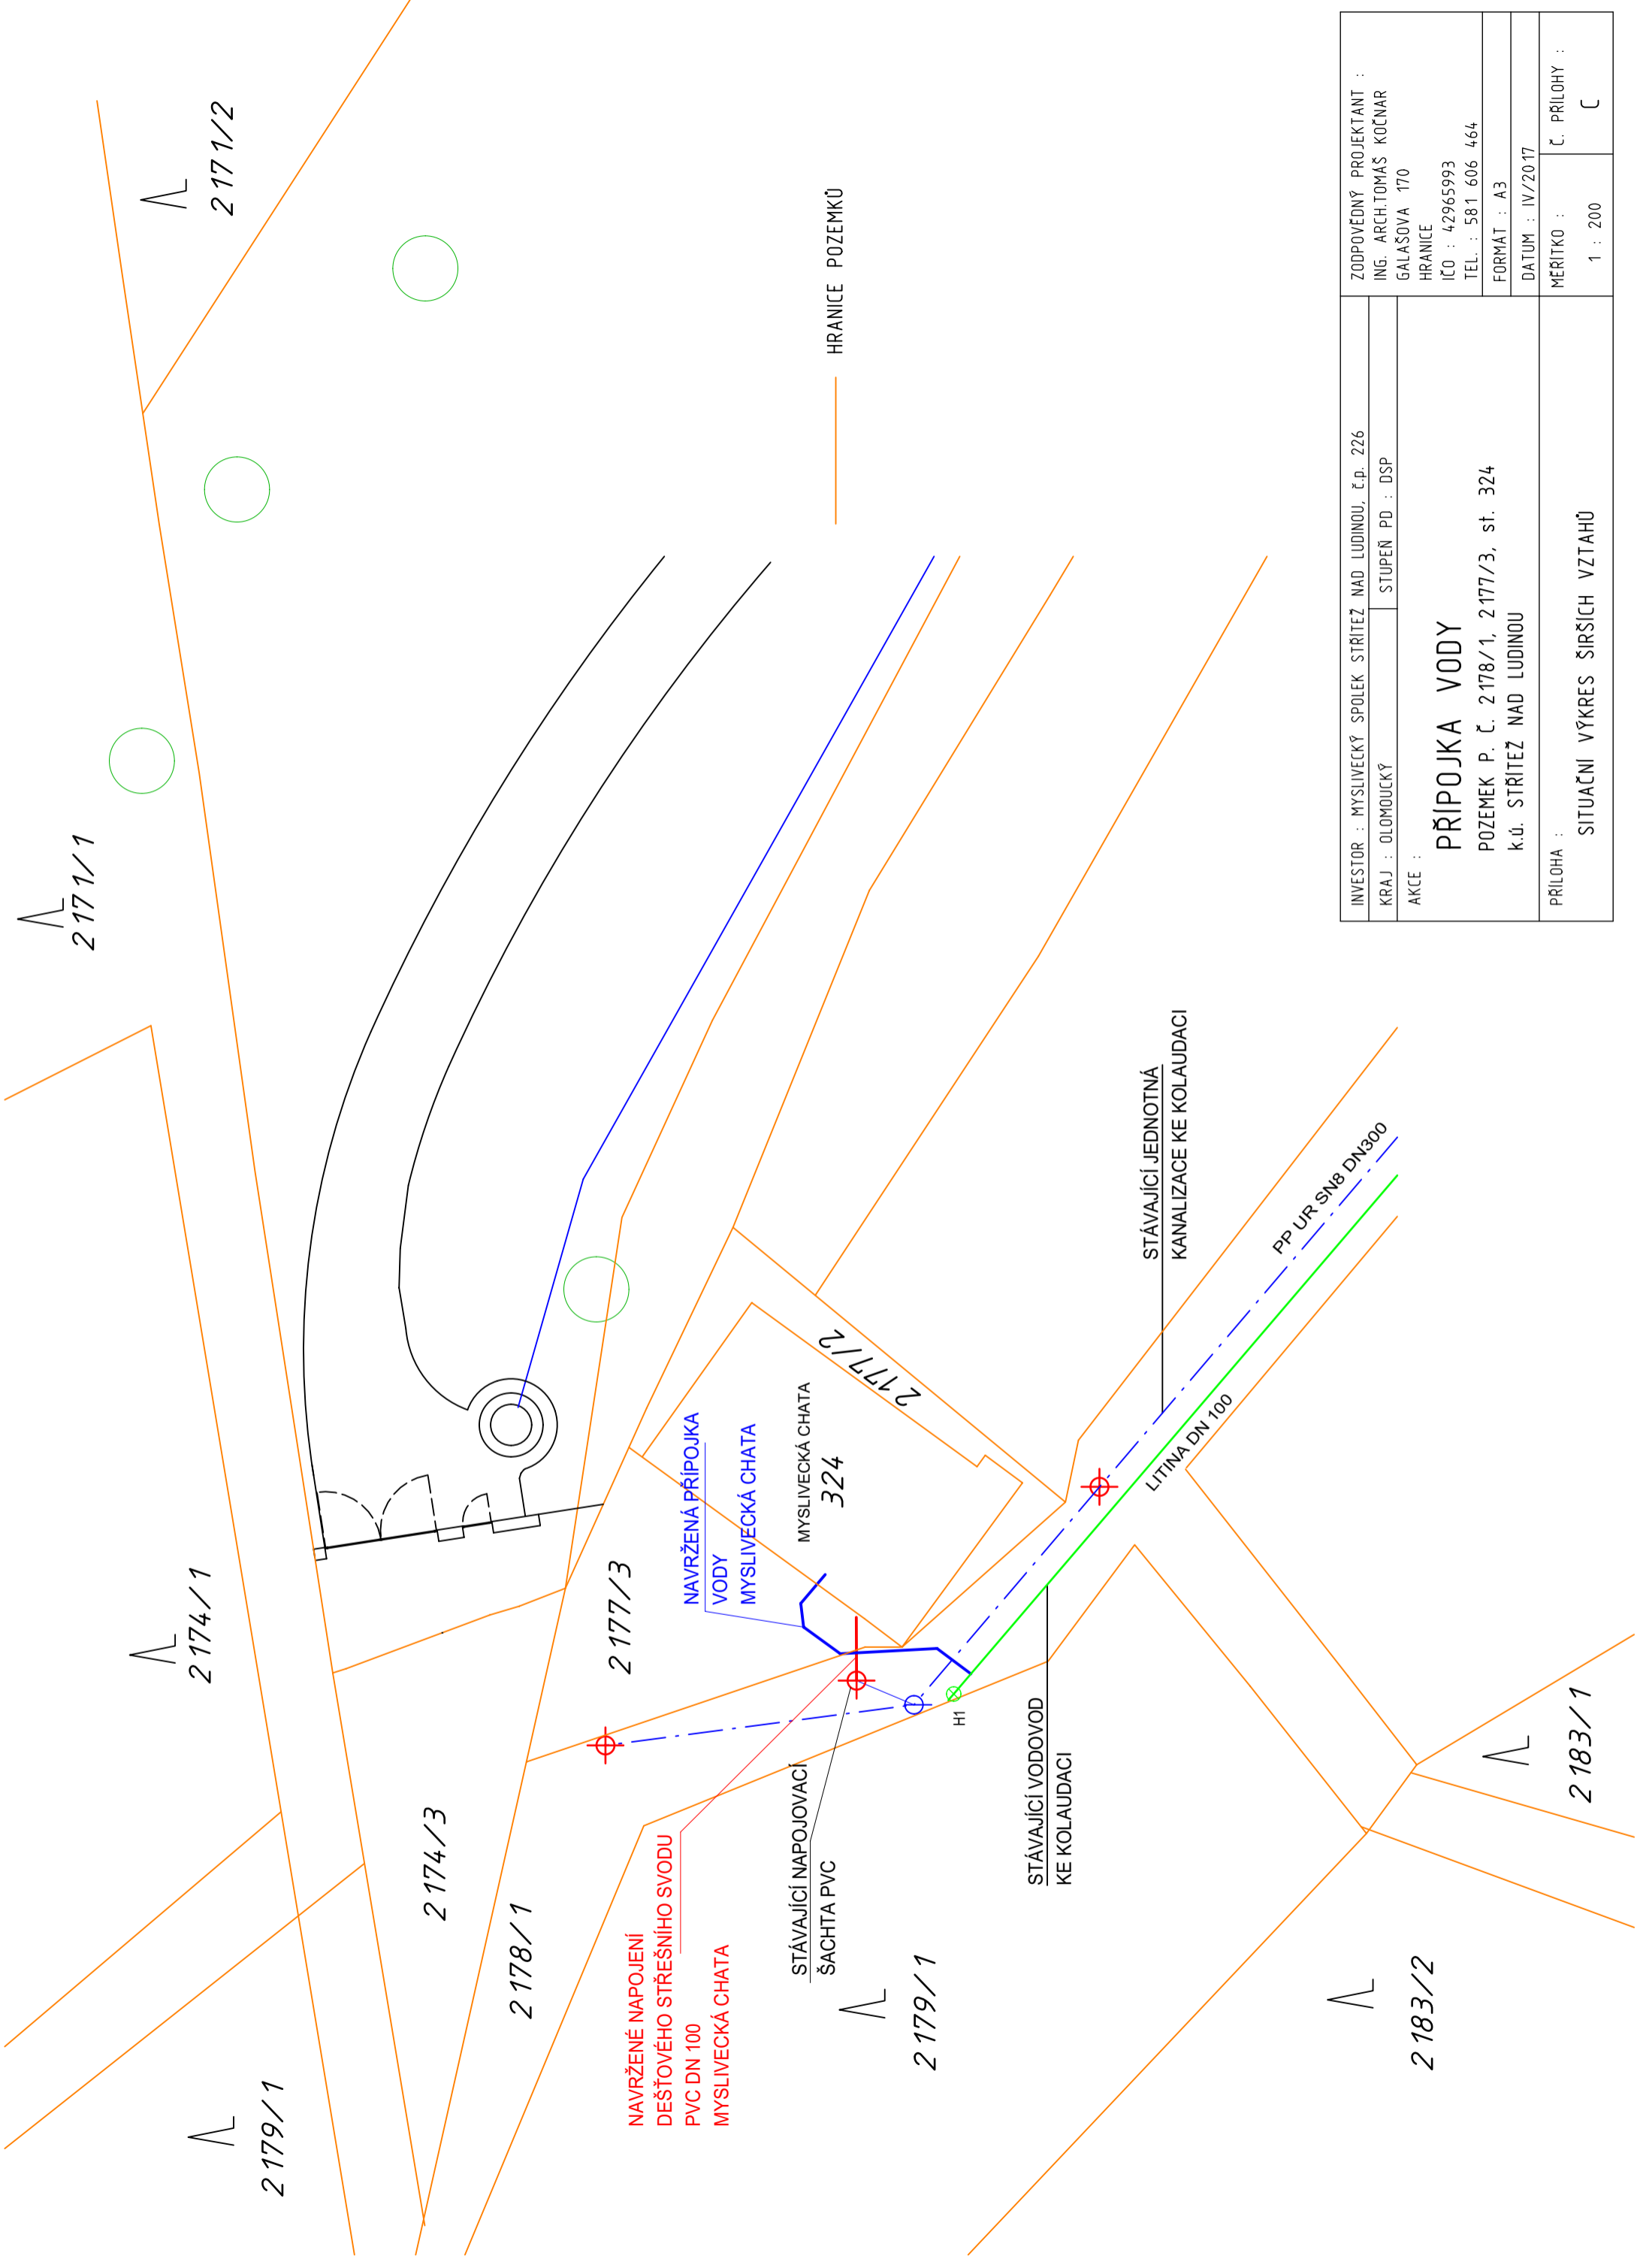 2171/2
2171/1
HRANICE POZEMKŮ
2174/1
2179/1
2174/3
2178/1
2177/3
2177/2
NAVRŽENÁ PŘÍPOJKA
VODY
MYSLIVECKÁ CHATA
MYSLIVECKÁ CHATA
324
NAVRŽENÉ NAPOJENÍ
DEŠŤOVÉHO STŘEŠNÍHO SVODU
PVC DN 100
MYSLIVECKÁ CHATA
STÁVAJÍCÍ NAPOJOVACÍ
ŠACHTA PVC
2179/1
H1
STÁVAJÍCÍ VODOVOD
KE KOLAUDACI
STÁVAJÍCÍ JEDNOTNÁ
KANALIZACE KE KOLAUDACI
PP UR SN8 DN300
LITINA DN 100
2183/2
2183/1
INVESTOR : MYSLIVECKÝ SPOLEK STŘÍTEŽ NAD LUDINOU, č.p. 226
KRAJ : OLOMOUCKÝ
STUPEŇ PD : DSP
AKCE :
PŘÍPOJKA VODY
POZEMEK P. Č. 2178/1, 2177/3, st. 324
k.ú. STŘÍTEŽ NAD LUDINOU
PŘÍLOHA :
SITUAČNÍ VÝKRES ŠIRŠÍCH VZTAHŮ
ZODPOVĚDNÝ PROJEKTANT :
ING. ARCH.TOMÁŠ KOČNAR
GALAŠOVA 170
HRANICE
IČO : 42965993
TEL. : 581 606 464
FORMÁT : A3
DATUM : IV/2017
MĚŘÍTKO :
1 : 200
Č. PŘÍLOHY :
C